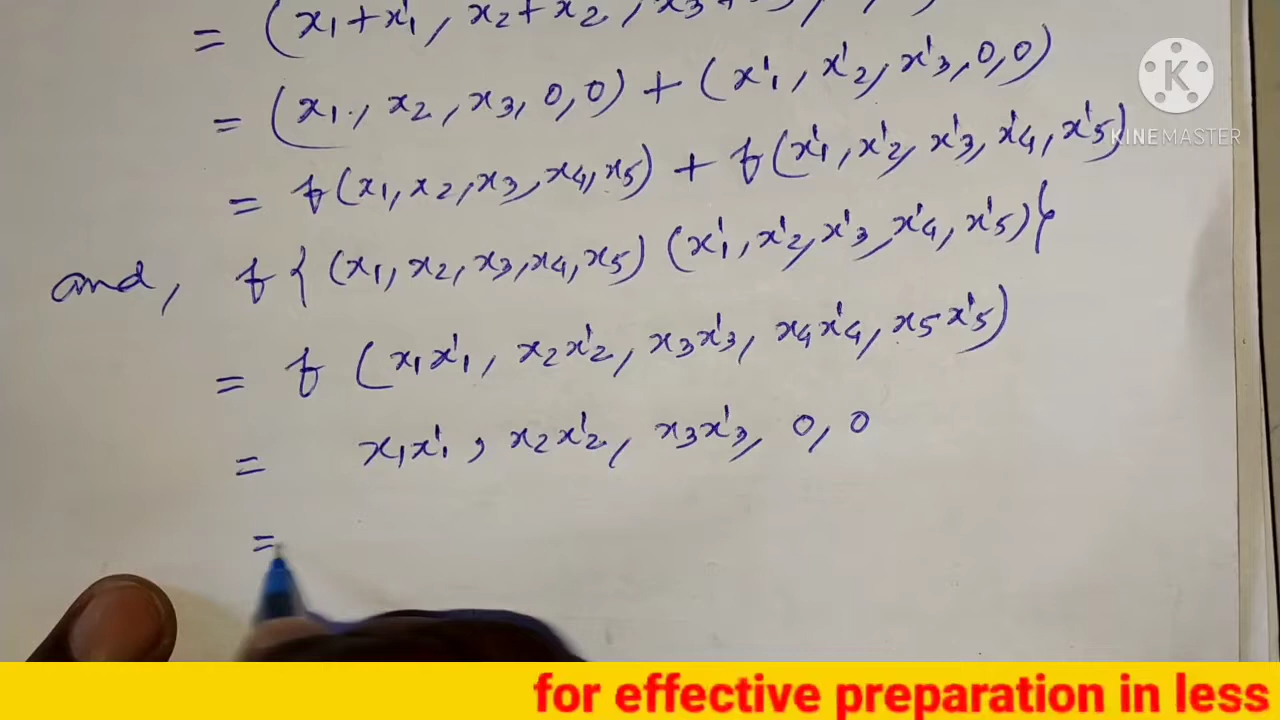 = (x₁+x'₁, x₂+x₂, x₃+
= (x₁., x₂, x₃, 0,0) + (x'₁, x'₂, x'₃, 0,0)
= f(x₁, x₂, x₃, x₄, x₅) + f(x'₁, x'₂, x'₃, x'₄, x'₅)
and, f { (x₁, x₂, x₃, x₄, x₅) (x'₁, x'₂, x'₃, x'₄, x'₅)}
= f (x₁x'₁, x₂x'₂, x₃x'₃, x₄x'₄, x₅x'₅)
= x₁x'₁, x₂x'₂, x₃x'₃, 0, 0
=
K
KINEMASTER
for effective preparation in less